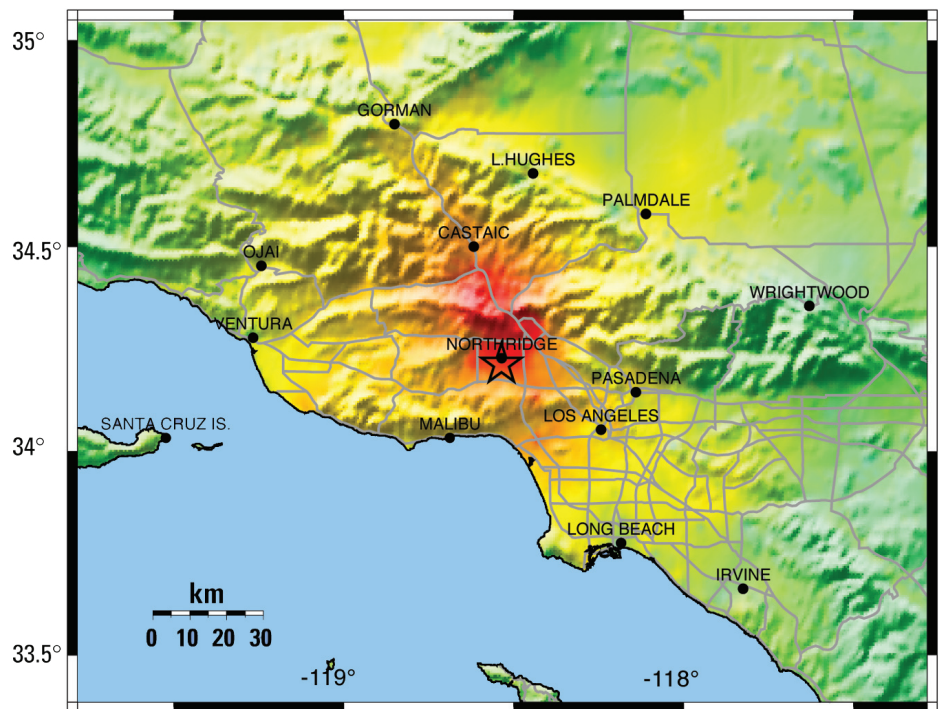 35°
GORMAN
L.HUGHES
PALMDALE
34.5°
CASTAIC
OJAI
WRIGHTWOOD
VENTURA
NORTHRIDGE
PASADENA
SANTA CRUZ IS.
MALIBU
LOS ANGELES
34°
LONG BEACH
IRVINE
km
0 10 20 30
33.5°
-119°
-118°